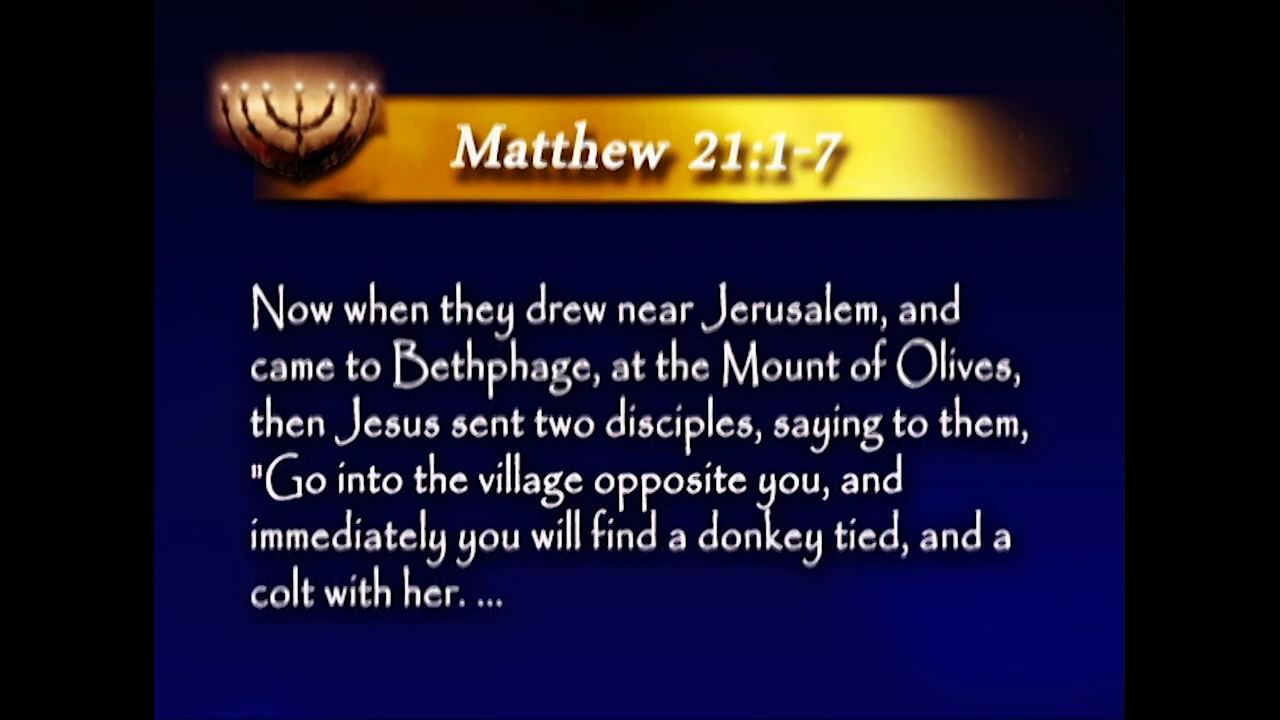 Matthew 21:1-7
Now when they drew near Jerusalem, and
came to Bethphage, at the Mount of Olives,
then Jesus sent two disciples, saying to them,
"Go into the village opposite you, and
immediately you will find a donkey tied, and a
colt with her. ...